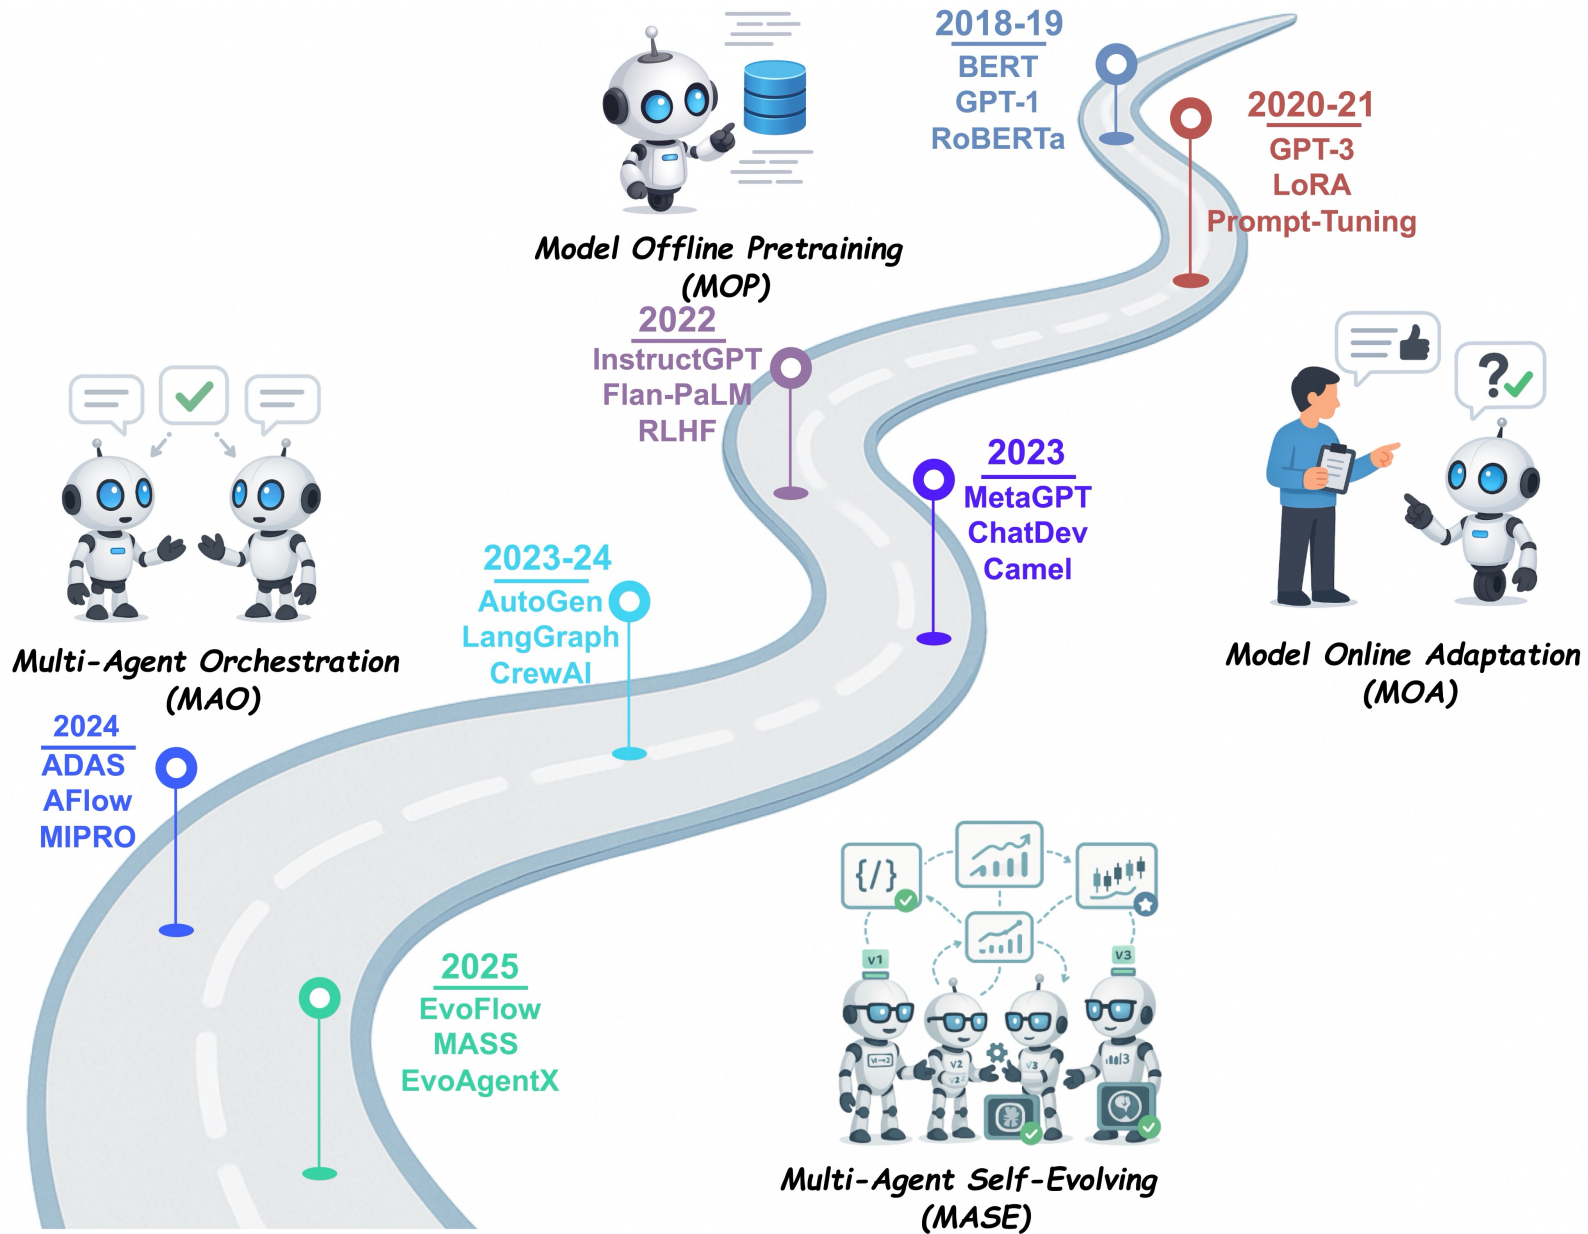 2018-19
BERT
GPT-1
RoBERTa
2020-21
GPT-3
LoRA
Prompt-Tuning
Model Offline Pretraining
(MOP)
2022
InstructGPT
Flan-PaLM
RLHF
?
2023
MetaGPT
ChatDev
Camel
Model Online Adaptation
(MOA)
2023-24
AutoGen
LangGraph
CrewAI
Multi-Agent Orchestration
(MAO)
2024
ADAS
AFlow
MIPRO
2025
EvoFlow
MASS
EvoAgentX
{/}
v1
v3
V2
V3
Multi-Agent Self-Evolving
(MASE)